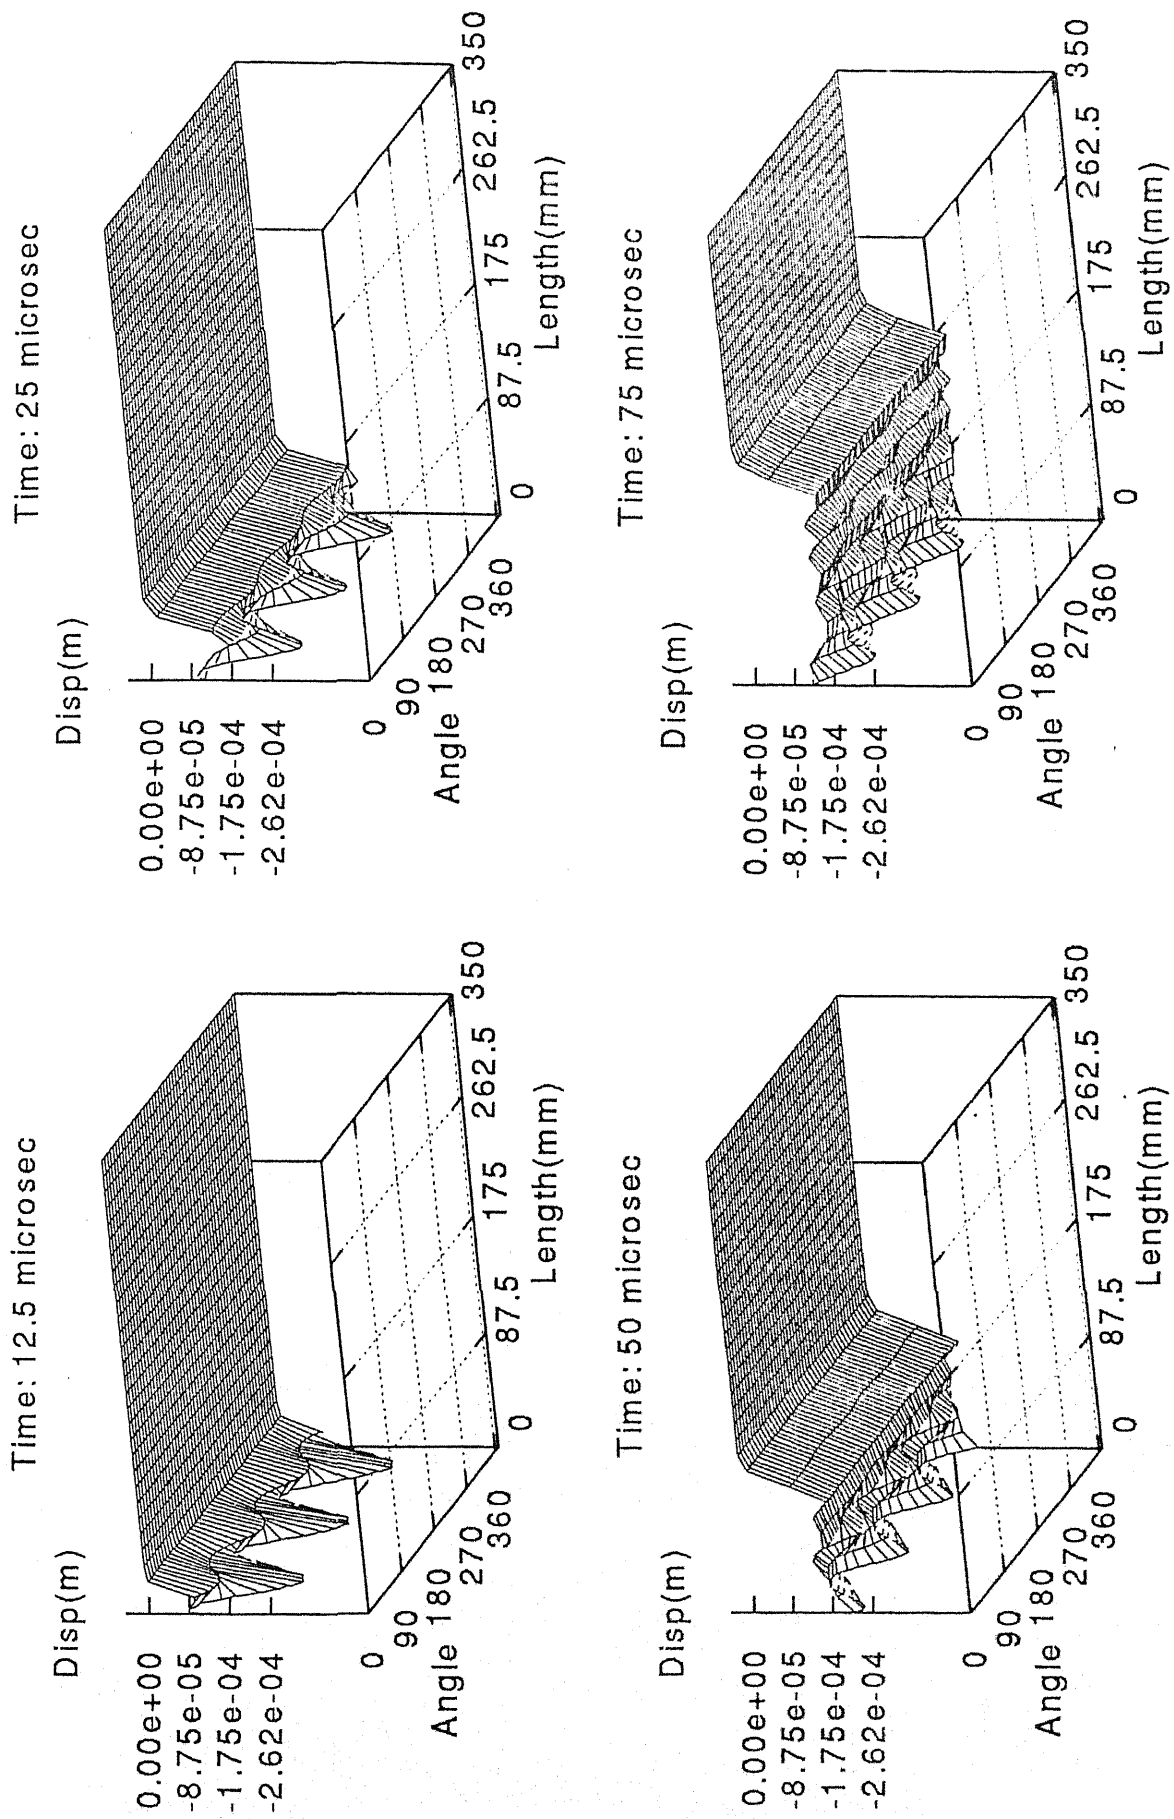 Time: 12.5 microsec
Disp(m)
0.00e+00
-8.75e-05
-1.75e-04
-2.62e-04
0
90
180
270
360
Angle
0
87.5
175
262.5
350
Length(mm)
Time: 25 microsec
Disp(m)
0.00e+00
-8.75e-05
-1.75e-04
-2.62e-04
0
90
180
270
360
Angle
0
87.5
175
262.5
350
Length(mm)
Time: 50 microsec
Disp(m)
0.00e+00
-8.75e-05
-1.75e-04
-2.62e-04
0
90
180
270
360
Angle
0
87.5
175
262.5
350
Length(mm)
Time: 75 microsec
Disp(m)
0.00e+00
-8.75e-05
-1.75e-04
-2.62e-04
0
90
180
270
360
Angle
0
87.5
175
262.5
350
Length(mm)